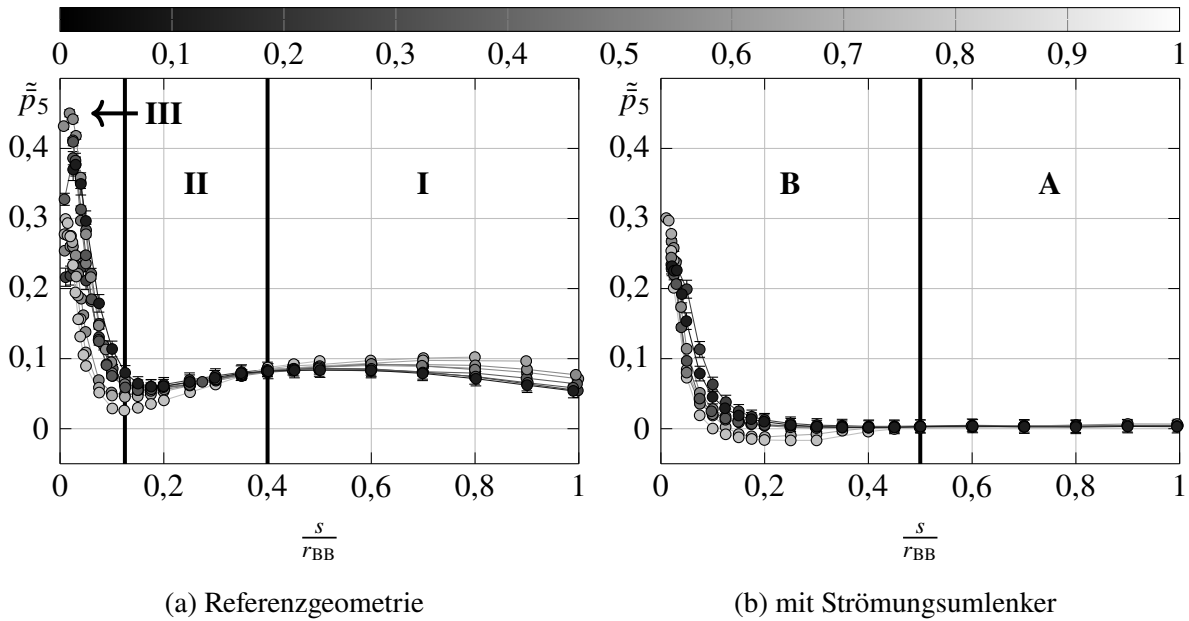 0 0,1 0,2 0,3 0,4 0,5 0,6 0,7 0,8 0,9 1
p̃̃5 III II I
0,4
0,3
0,2
0,1
0
0 0,2 0,4 0,6 0,8 1
s
rBB
(a) Referenzgeometrie
p̃̃5 B A
0,4
0,3
0,2
0,1
0
0 0,2 0,4 0,6 0,8 1
s
rBB
(b) mit Strömungsumlenker